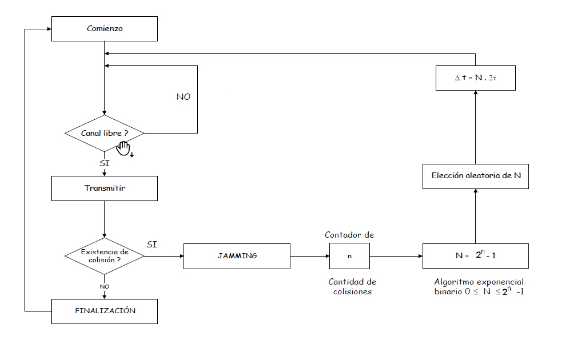 Comienzo
Δ t = N . 2τ
NO
Canal libre ?
SI
Elección aleatoria de N
Transmitir
Contador de
SI
Existencia de
colisión ?
JAMMING
n
N = 2ⁿ - 1
NO
Cantidad de
colisiones
Algoritmo exponencial
binario 0 ≤ N ≤ 2ⁿ -1
FINALIZACIÓN